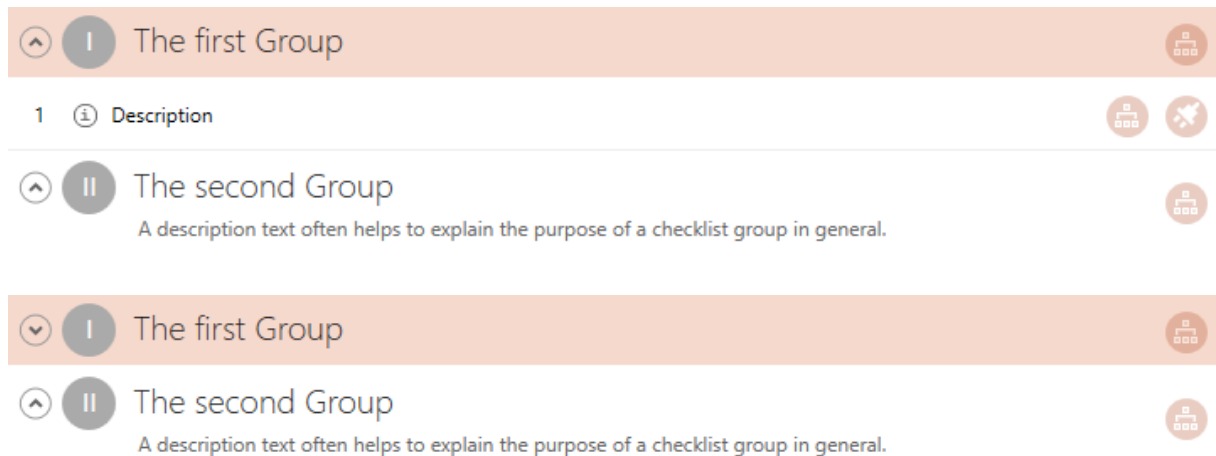 I The first Group
1 i Description
II The second Group
A description text often helps to explain the purpose of a checklist group in general.
I The first Group
II The second Group
A description text often helps to explain the purpose of a checklist group in general.